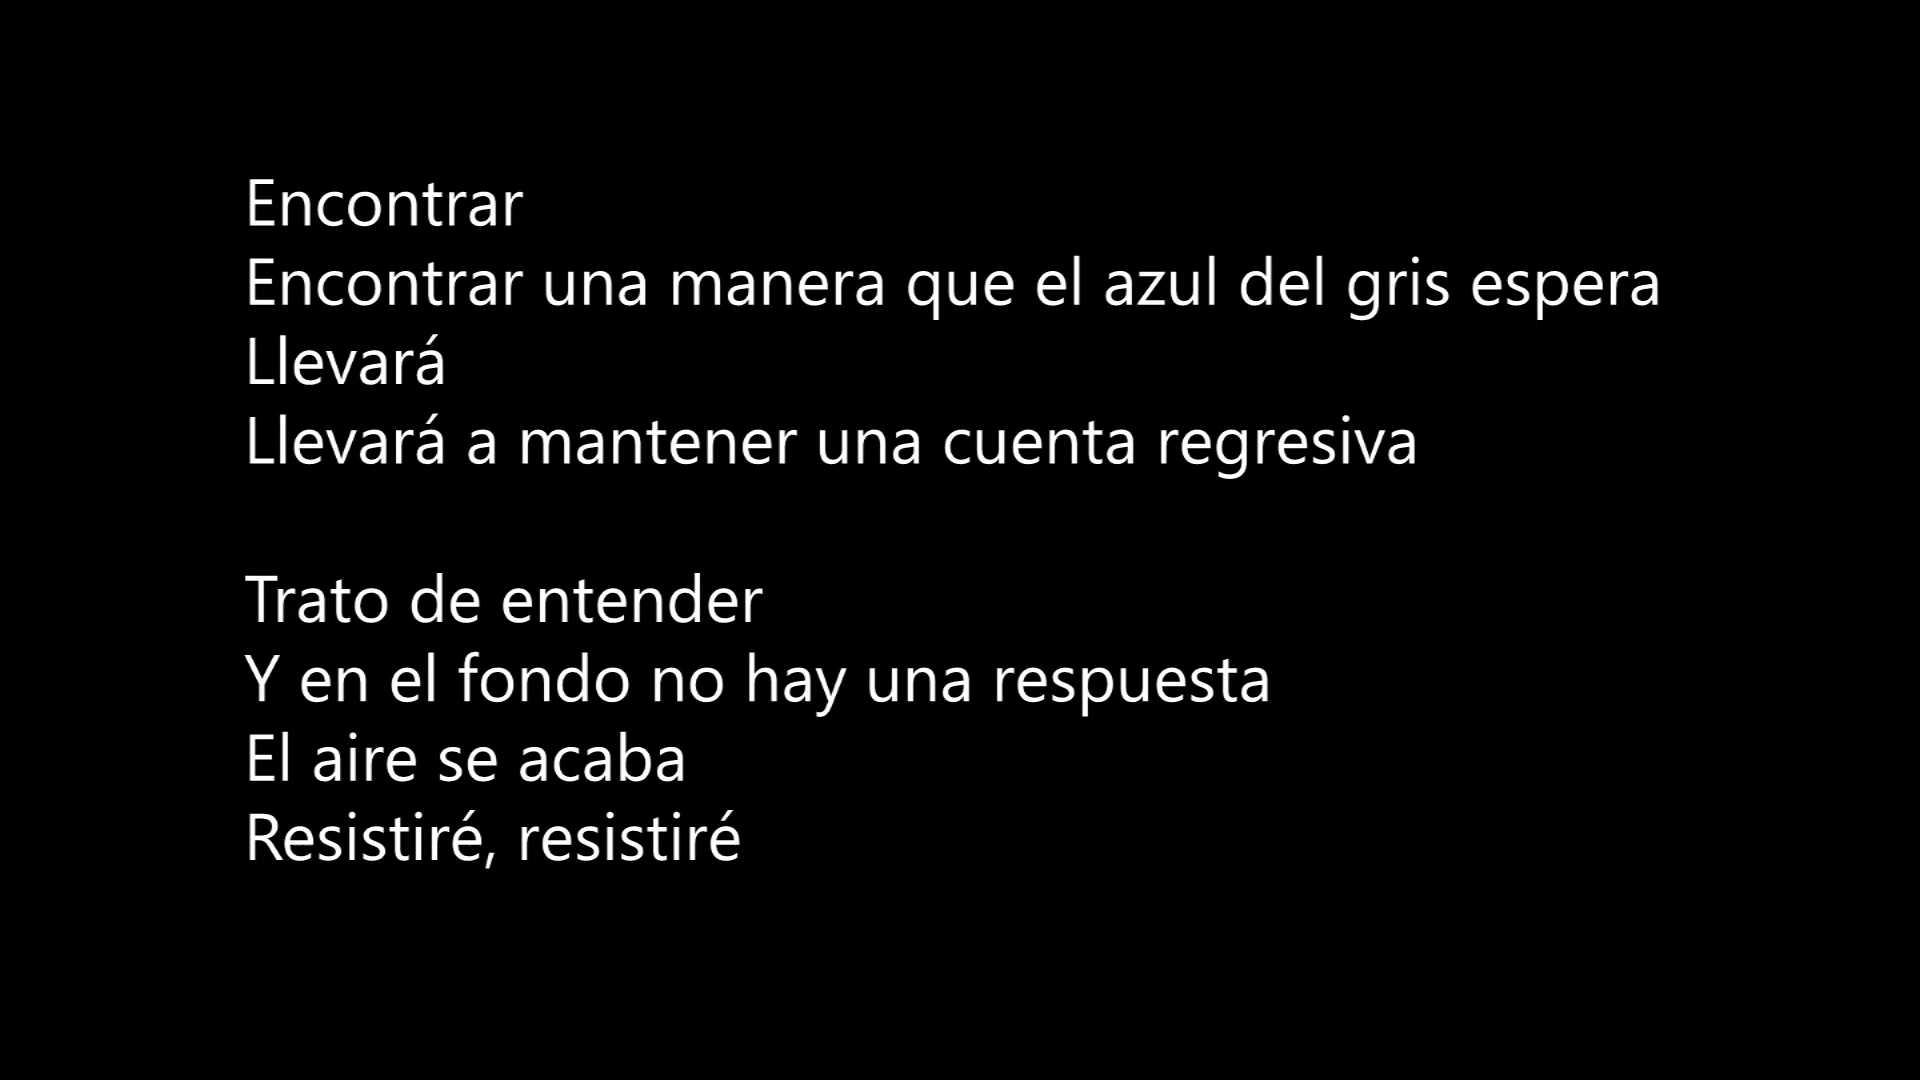 Encontrar
Encontrar una manera que el azul del gris espera
Llevará
Llevará a mantener una cuenta regresiva
Trato de entender
Y en el fondo no hay una respuesta
El aire se acaba
Resistiré, resistiré